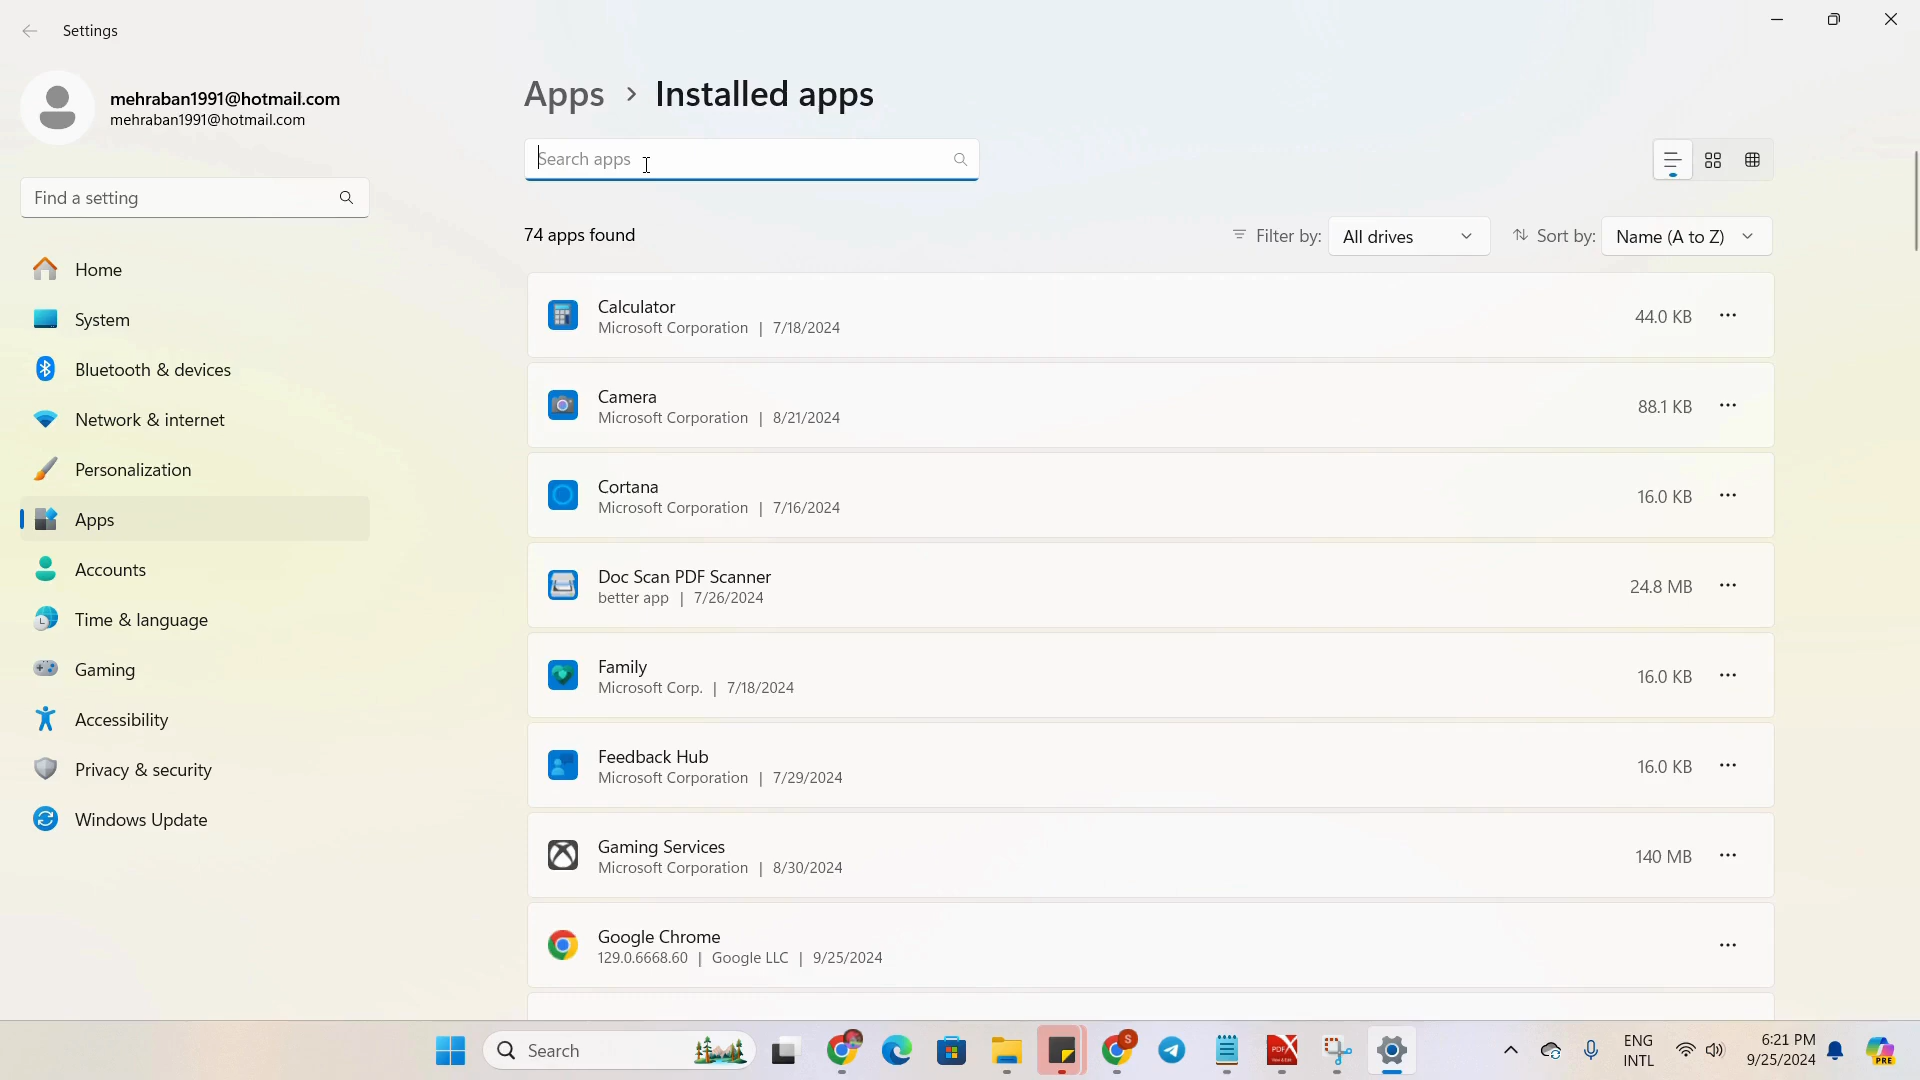 Settings
mehraban1991@hotmail.com
mehraban1991@hotmail.com
Find a setting
Home
System
Bluetooth & devices
Network & internet
Personalization
Apps
Accounts
Time & language
Gaming
Accessibility
Privacy & security
Windows Update
Apps > Installed apps
Search apps
74 apps found
Filter by: All drives
Sort by: Name (A to Z)
Calculator
Microsoft Corporation | 7/18/2024
44.0 KB
Camera
Microsoft Corporation | 8/21/2024
88.1 KB
Cortana
Microsoft Corporation | 7/16/2024
16.0 KB
Doc Scan PDF Scanner
better app | 7/26/2024
24.8 MB
Family
Microsoft Corp. | 7/18/2024
16.0 KB
Feedback Hub
Microsoft Corporation | 7/29/2024
16.0 KB
Gaming Services
Microsoft Corporation | 8/30/2024
140 MB
Google Chrome
129.0.6668.60 | Google LLC | 9/25/2024
Search
S
PDF
ENG
INTL
6:21 PM
9/25/2024
PRE